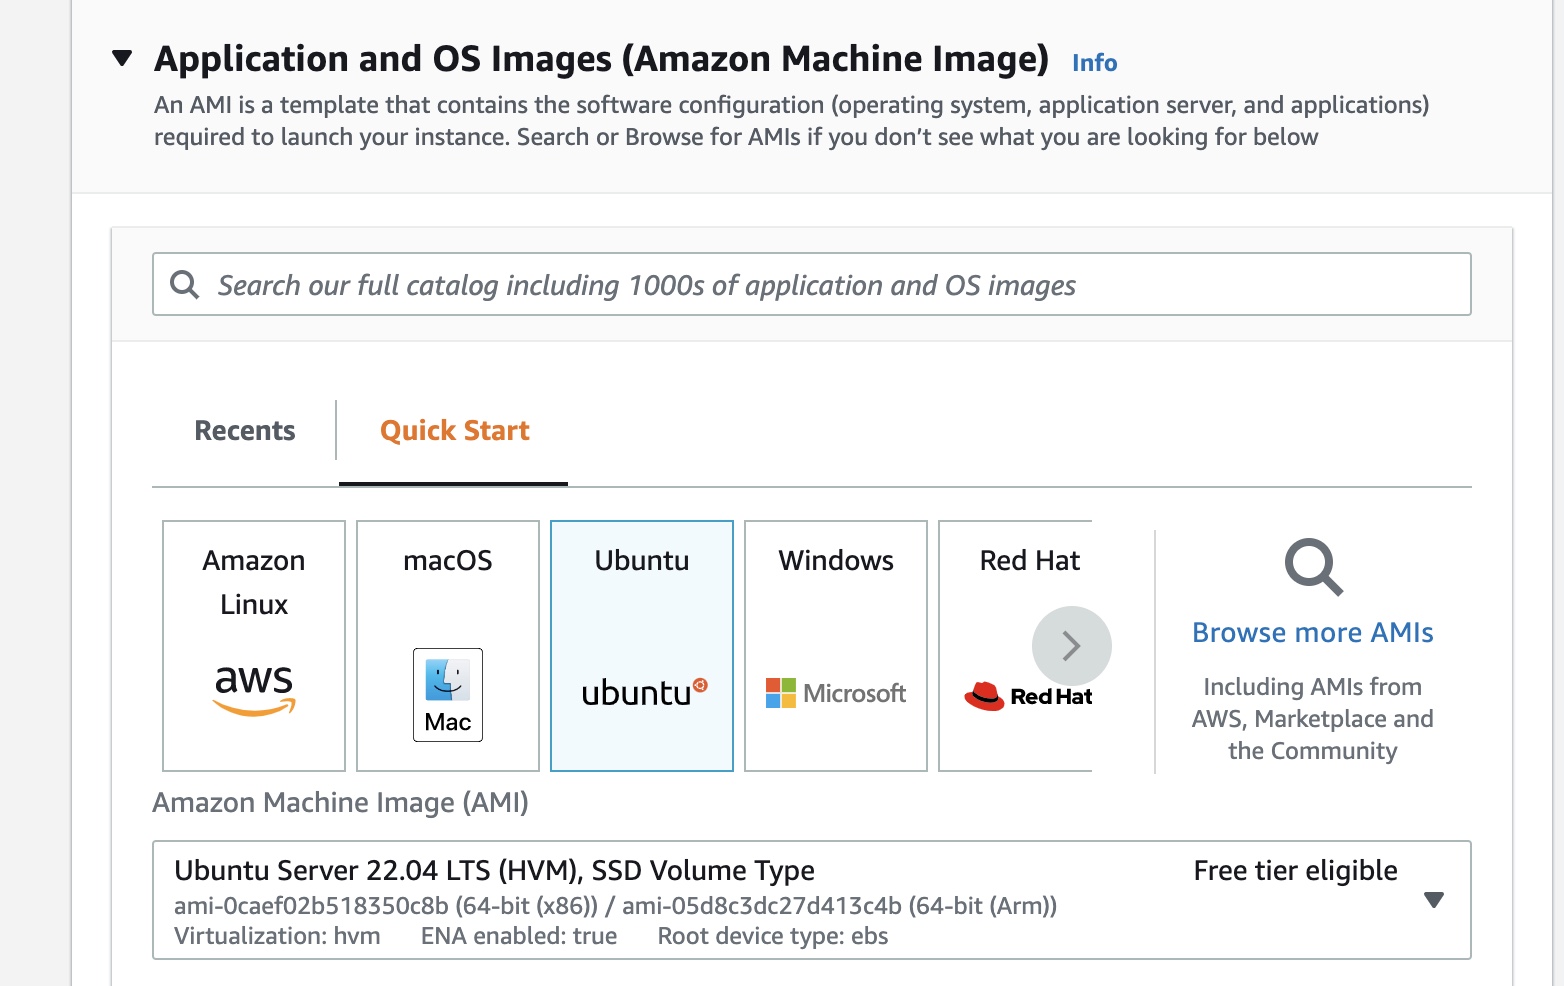 Application and OS Images (Amazon Machine Image) Info
An AMI is a template that contains the software configuration (operating system, application server, and applications)
required to launch your instance. Search or Browse for AMIs if you don’t see what you are looking for below
Search our full catalog including 1000s of application and OS images
Recents
Quick Start
Amazon
Linux
aws
macOS
Mac
Ubuntu
ubuntu
Windows
Microsoft
Red Hat
Red Hat
Browse more AMIs
Including AMIs from
AWS, Marketplace and
the Community
Amazon Machine Image (AMI)
Ubuntu Server 22.04 LTS (HVM), SSD Volume Type
Free tier eligible
ami-0caef02b518350c8b (64-bit (x86)) / ami-05d8c3dc27d413c4b (64-bit (Arm))
Virtualization: hvm ENA enabled: true Root device type: ebs